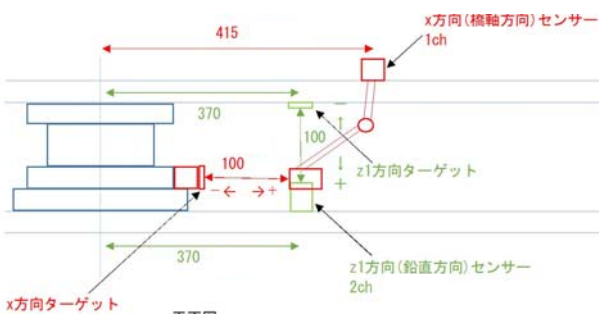 415
x方向(橋軸方向)センサー
1ch
370
100
−
↑
↓
+
z1方向ターゲット
100
−← →+
370
z1方向(鉛直方向)センサー
2ch
x方向ターゲット